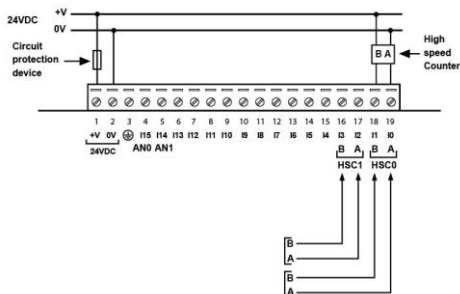 +V
24VDC
0V
Circuit
protection
device
B A
High
speed
Counter
1 2 3 4 5 6 7 8 9 10 11 12 13 14 15 16 17 18 19
+V 0V I15 I14 I13 I12 I11 I10 I9 I8 I7 I6 I5 I4 I3 I2 I1 I0
24VDC AN0 AN1 B A B A
HSC1 HSC0
B
A
B
A